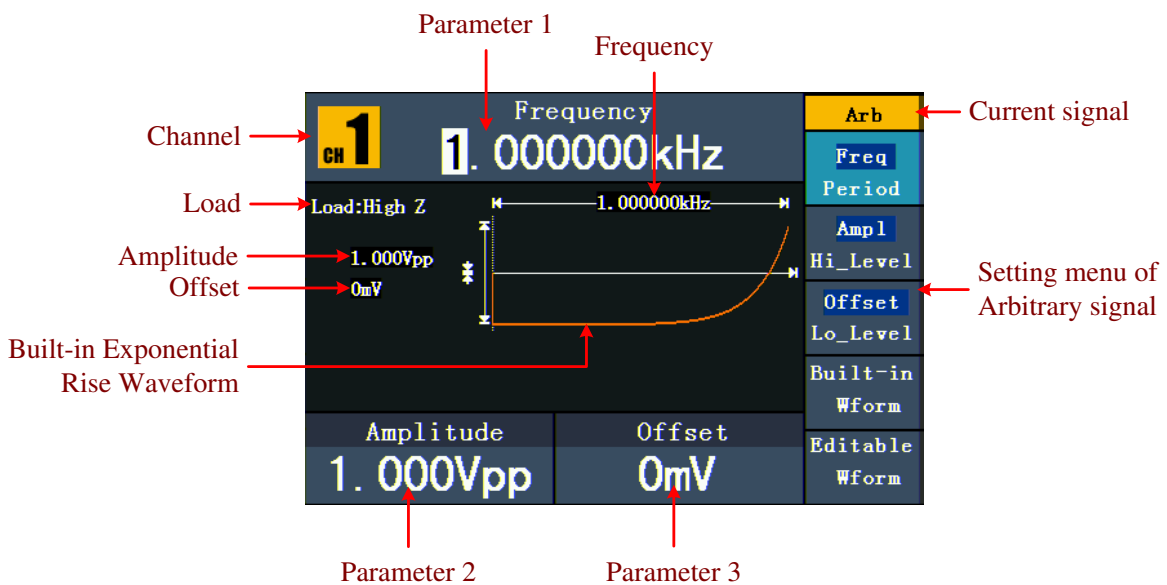 Parameter 1
Frequency
Channel
CH 1
Frequency
1.000000kHz
Arb
Current signal
Freq
Period
Load
Load:High Z
1.000000kHz
Ampl
Hi_Level
Amplitude
1.000Vpp
Offset
0mV
Offset
Lo_Level
Setting menu of
Arbitrary signal
Built-in Exponential
Rise Waveform
Built-in
Wform
Amplitude
1.000Vpp
Offset
0mV
Editable
Wform
Parameter 2
Parameter 3